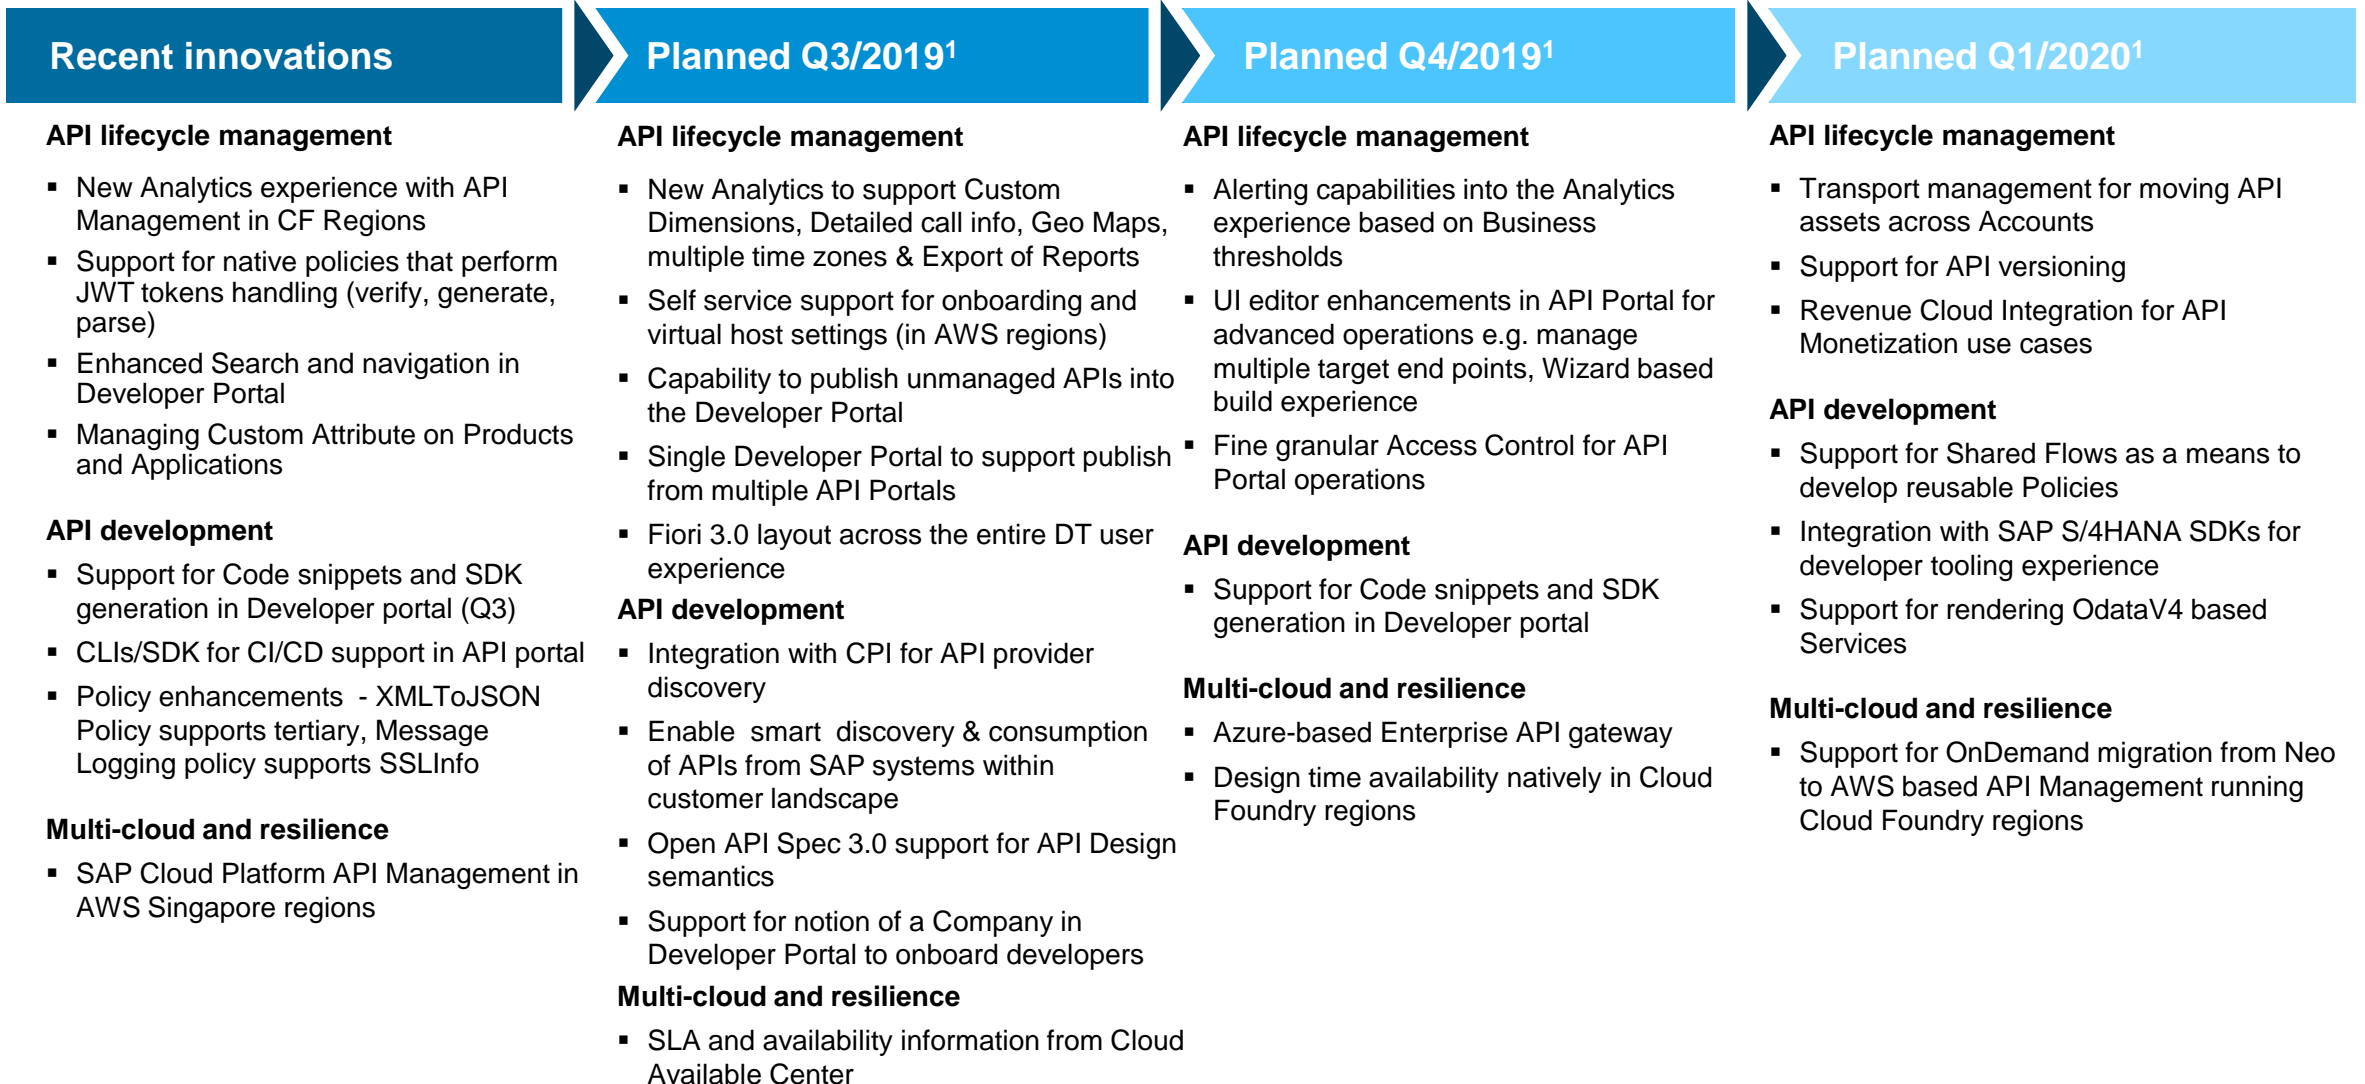 Recent innovations
API lifecycle management
▪ New Analytics experience with API
Management in CF Regions
▪ Support for native policies that perform
JWT tokens handling (verify, generate,
parse)
▪ Enhanced Search and navigation in
Developer Portal
▪ Managing Custom Attribute on Products
and Applications
API development
▪ Support for Code snippets and SDK
generation in Developer portal (Q3)
▪ CLIs/SDK for CI/CD support in API portal
▪ Policy enhancements  - XMLToJSON
Policy supports tertiary, Message
Logging policy supports SSLInfo
Multi-cloud and resilience
▪ SAP Cloud Platform API Management in
AWS Singapore regions
Planned Q3/2019¹
API lifecycle management
▪ New Analytics to support Custom
Dimensions, Detailed call info, Geo Maps,
multiple time zones & Export of Reports
▪ Self service support for onboarding and
virtual host settings (in AWS regions)
▪ Capability to publish unmanaged APIs into
the Developer Portal
▪ Single Developer Portal to support publish
from multiple API Portals
▪ Fiori 3.0 layout across the entire DT user
experience
API development
▪ Integration with CPI for API provider
discovery
▪ Enable  smart  discovery & consumption
of APIs from SAP systems within
customer landscape
▪ Open API Spec 3.0 support for API Design
semantics
▪ Support for notion of a Company in
Developer Portal to onboard developers
Multi-cloud and resilience
▪ SLA and availability information from Cloud
Available Center
Planned Q4/2019¹
API lifecycle management
▪ Alerting capabilities into the Analytics
experience based on Business
thresholds
▪ UI editor enhancements in API Portal for
advanced operations e.g. manage
multiple target end points, Wizard based
build experience
▪ Fine granular Access Control for API
Portal operations
API development
▪ Support for Code snippets and SDK
generation in Developer portal
Multi-cloud and resilience
▪ Azure-based Enterprise API gateway
▪ Design time availability natively in Cloud
Foundry regions
Planned Q1/2020¹
API lifecycle management
▪ Transport management for moving API
assets across Accounts
▪ Support for API versioning
▪ Revenue Cloud Integration for API
Monetization use cases
API development
▪ Support for Shared Flows as a means to
develop reusable Policies
▪ Integration with SAP S/4HANA SDKs for
developer tooling experience
▪ Support for rendering OdataV4 based
Services
Multi-cloud and resilience
▪ Support for OnDemand migration from Neo
to AWS based API Management running
Cloud Foundry regions